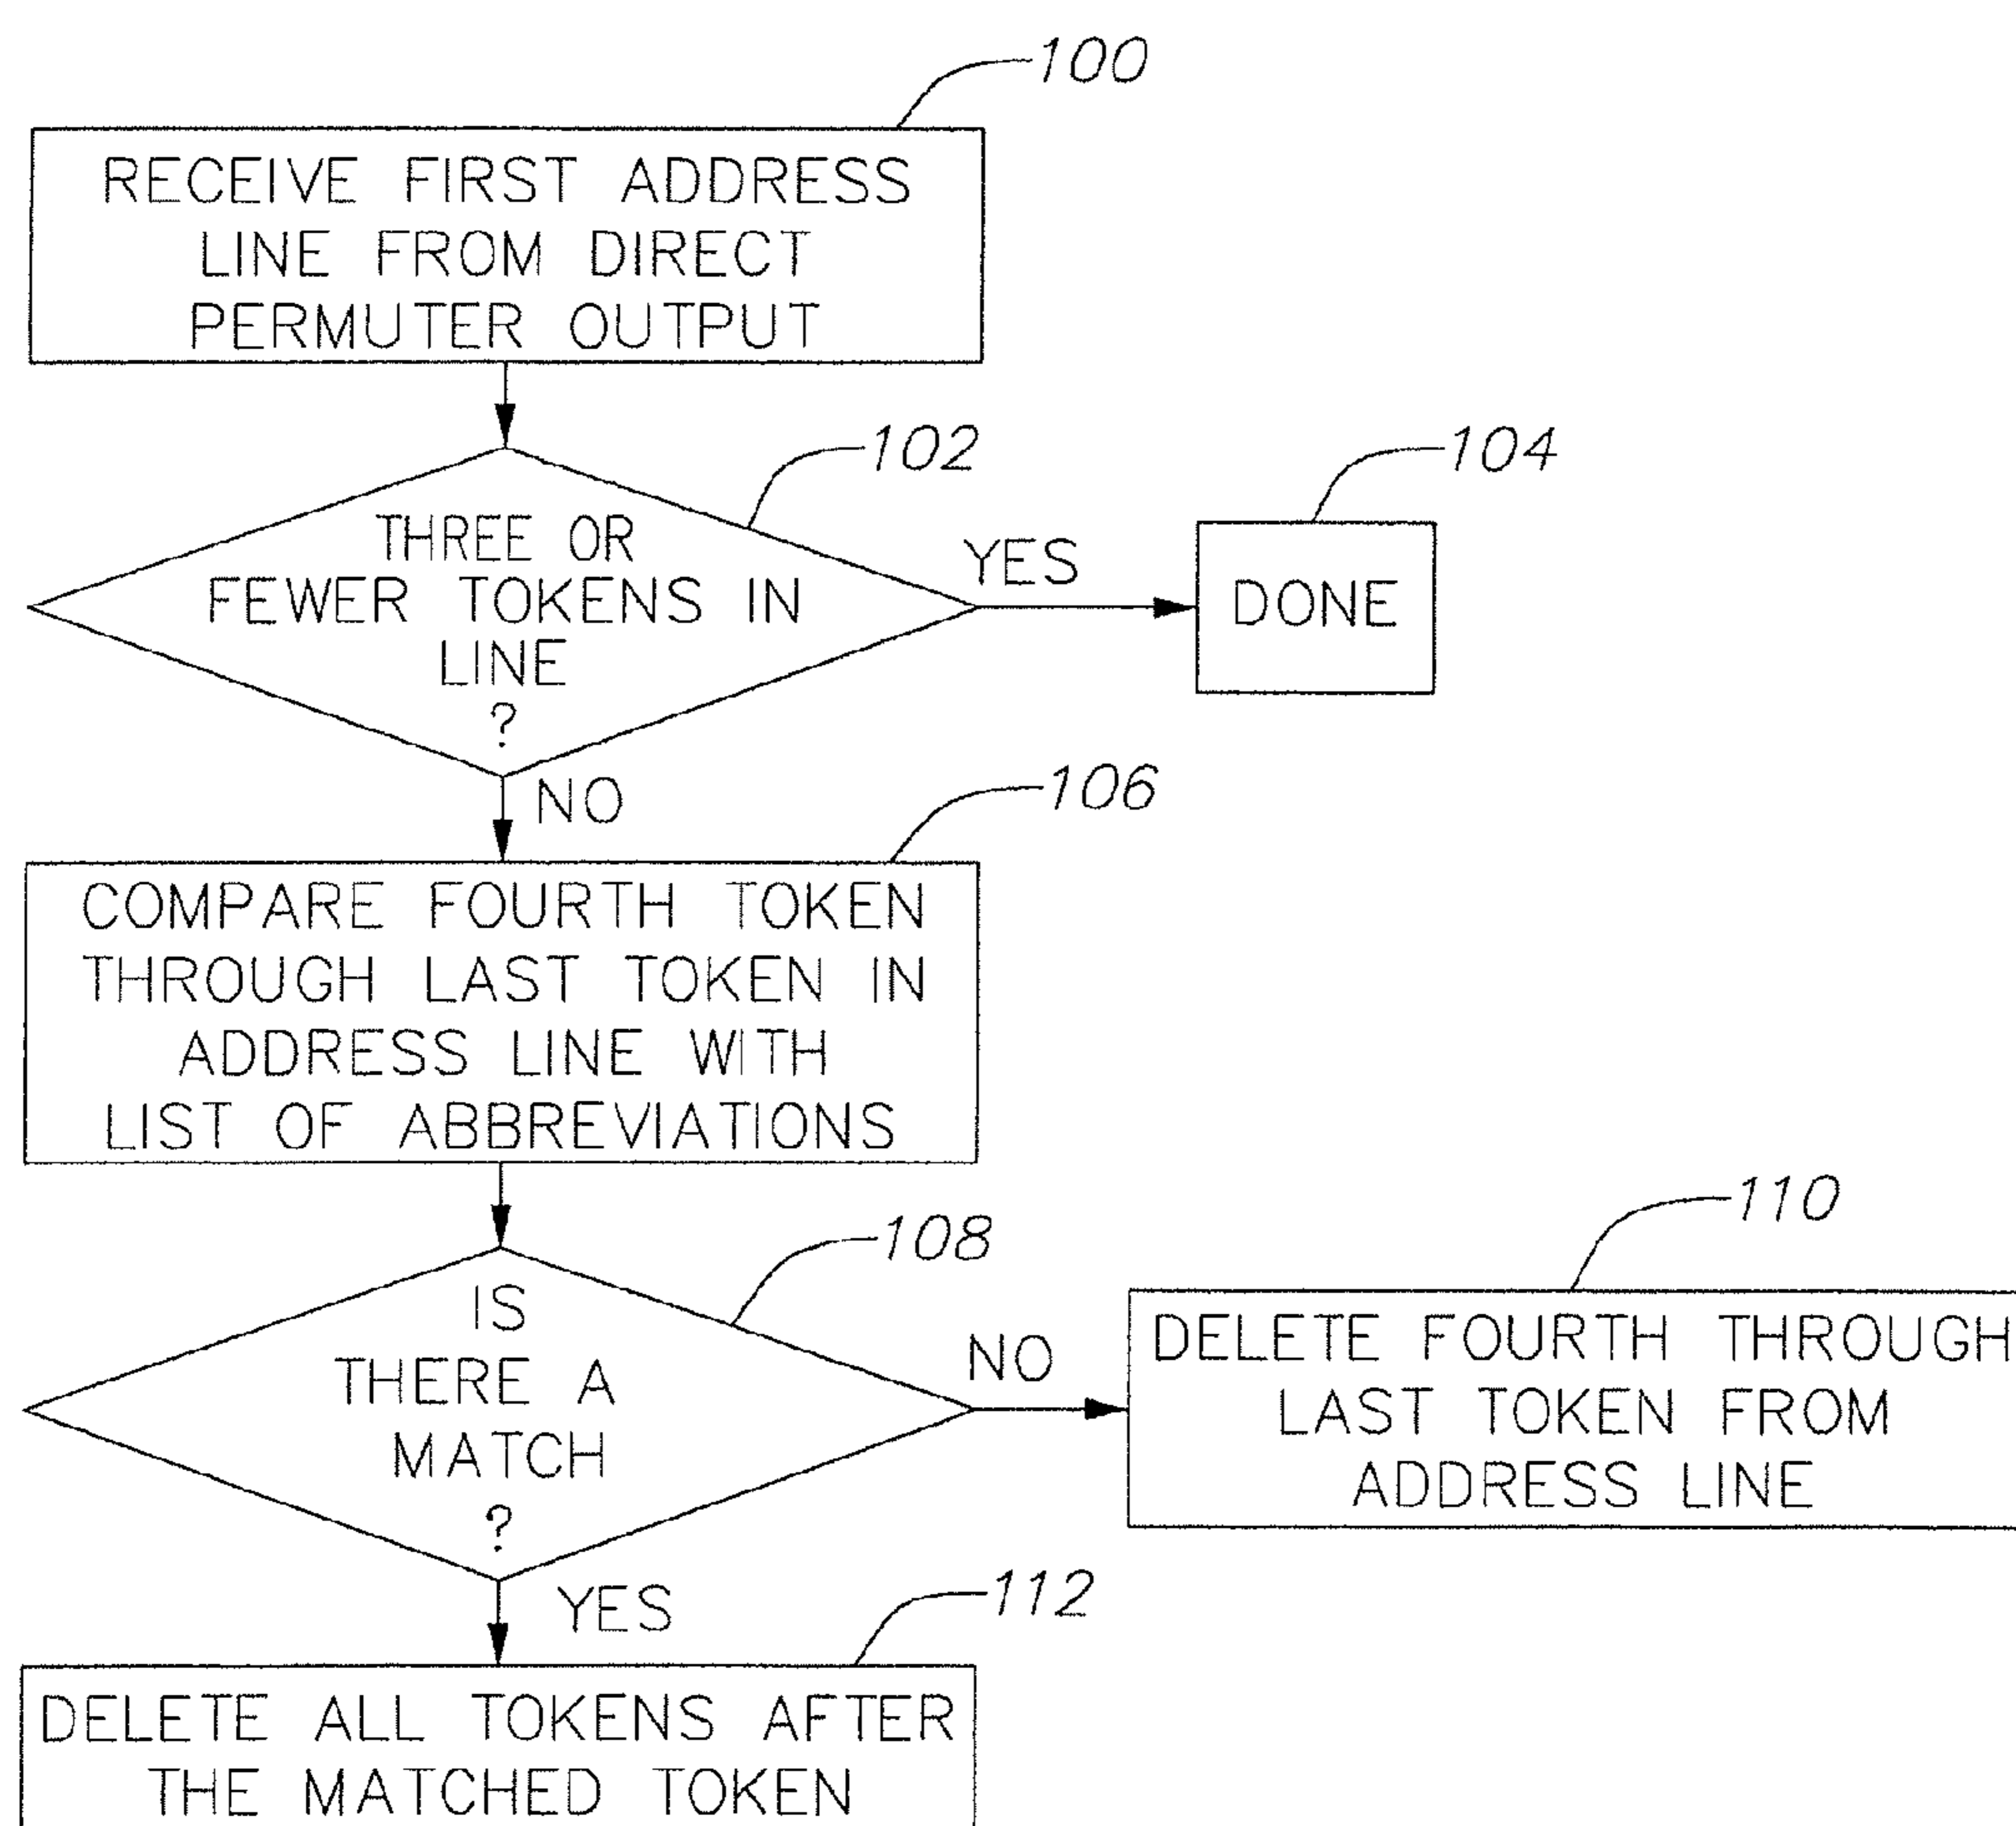 100
RECEIVE FIRST ADDRESS
LINE FROM DIRECT
PERMUTER OUTPUT
102
THREE OR
FEWER TOKENS IN
LINE
?
YES
104
DONE
NO
106
COMPARE FOURTH TOKEN
THROUGH LAST TOKEN IN
ADDRESS LINE WITH
LIST OF ABBREVIATIONS
108
IS
THERE A
MATCH
?
NO
110
DELETE FOURTH THROUGH
LAST TOKEN FROM
ADDRESS LINE
YES
112
DELETE ALL TOKENS AFTER
THE MATCHED TOKEN